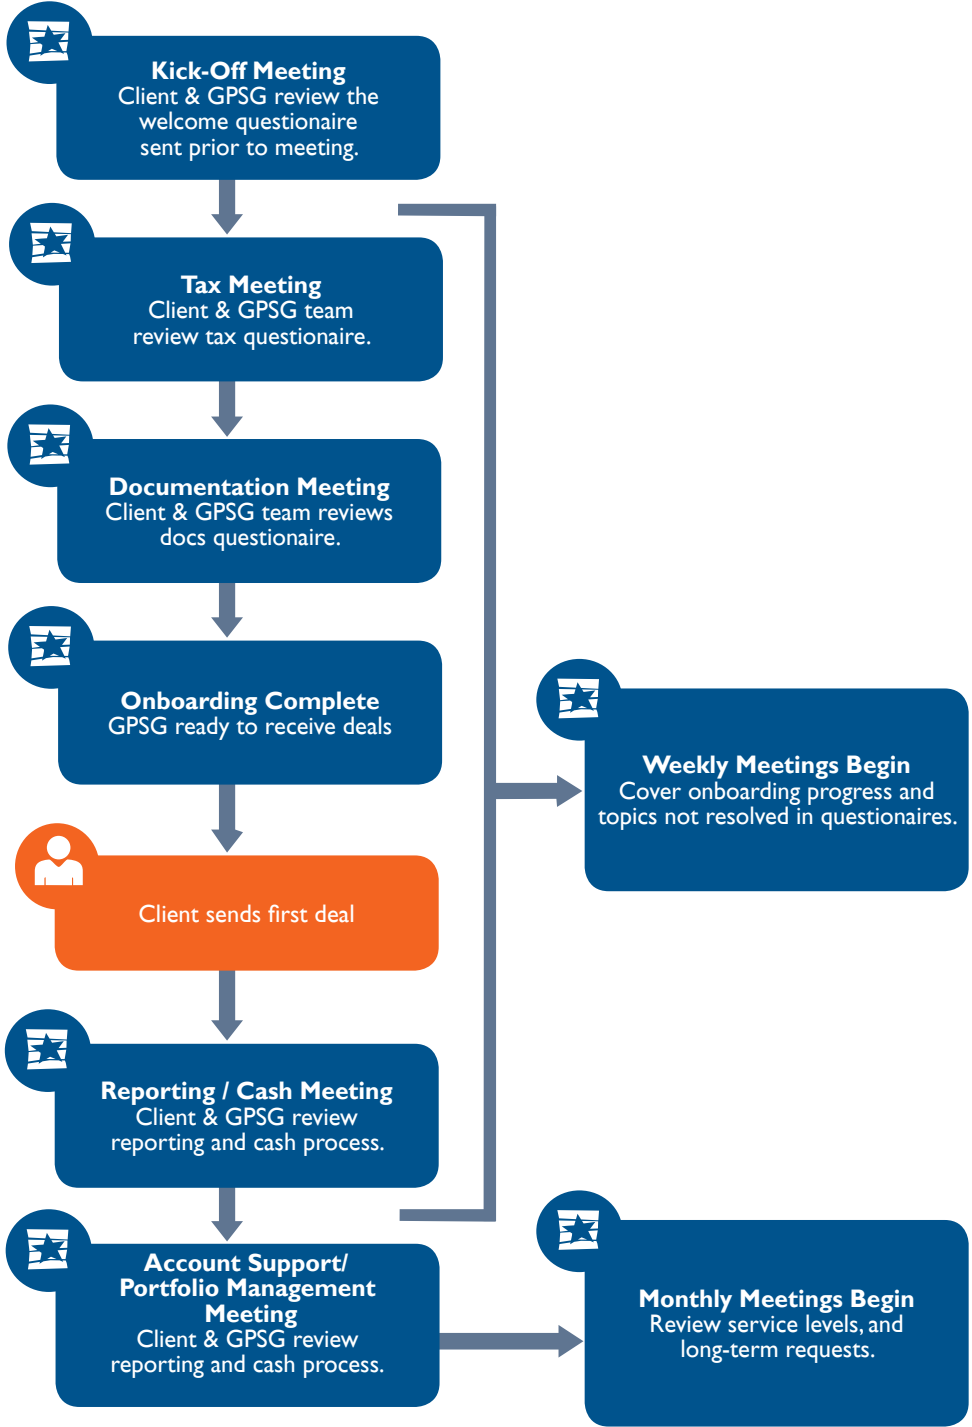 Kick-Off Meeting
Client & GPSG review the
welcome questionaire
sent prior to meeting.
Tax Meeting
Client & GPSG team
review tax questionaire.
Documentation Meeting
Client & GPSG team reviews
docs questionaire.
Onboarding Complete
GPSG ready to receive deals
Weekly Meetings Begin
Cover onboarding progress and
topics not resolved in questionaires.
Client sends first deal
Reporting / Cash Meeting
Client & GPSG review
reporting and cash process.
Account Support/
Portfolio Management
Meeting
Client & GPSG review
reporting and cash process.
Monthly Meetings Begin
Review service levels, and
long-term requests.